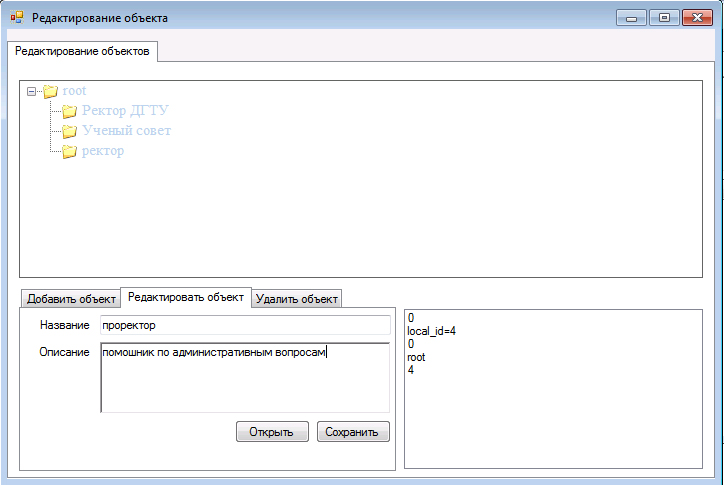 Редактирование объекта
Редактирование объектов
root
Ректор ДГТУ
Ученый совет
ректор
Добавить объект Редактировать объект Удалить объект
Название проректор
Описание помошник по административным вопросам
Открыть Сохранить
0
local_id=4
0
root
4